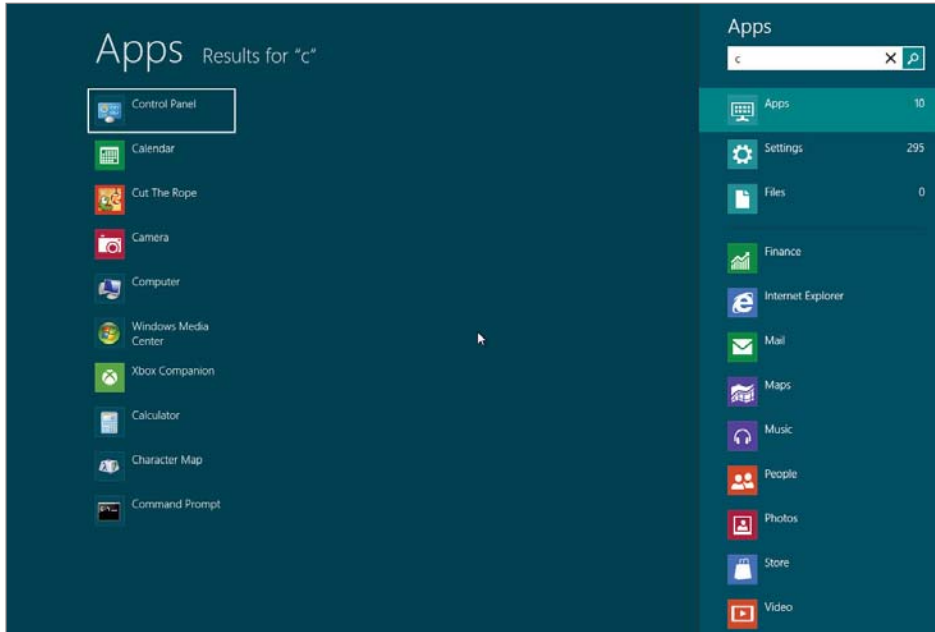 Apps Results for "c"
Control Panel
Calendar
Cut The Rope
Camera
Computer
Windows Media
Center
Xbox Companion
Calculator
Character Map
Command Prompt
Apps
c
Apps 10
Settings 295
Files 0
Finance
Internet Explorer
Mail
Maps
Music
People
Photos
Store
Video